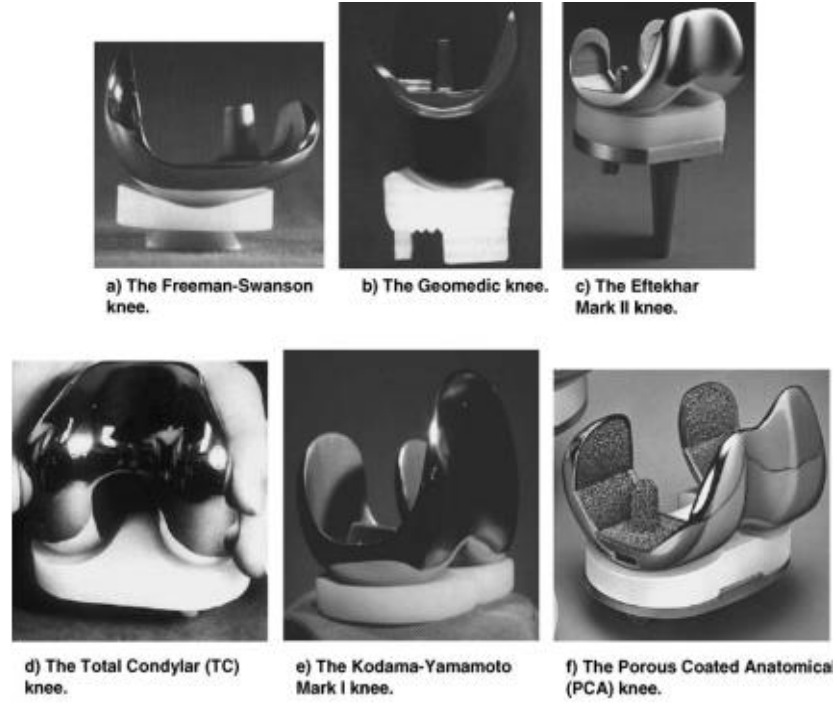 a) The Freeman-Swanson
knee.
b) The Geomedic knee.
c) The Eftekhar
Mark II knee.
d) The Total Condylar (TC)
knee.
e) The Kodama-Yamamoto
Mark I knee.
f) The Porous Coated Anatomical
(PCA) knee.